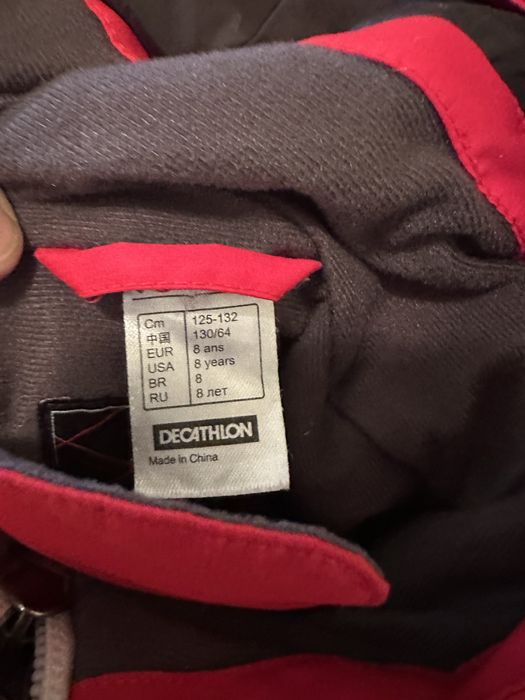 Cm 125-132
中国 130/64
EUR 8 ans
USA 8 years
BR 8
RU 8 лет
DECATHLON
Made in China